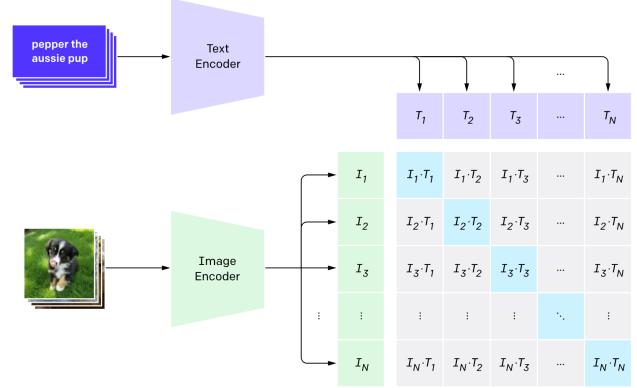 pepper the
aussie pup
Text
Encoder
...
T1 T2 T3 ... TN
I1 I1·T1 I1·T2 I1·T3 ... I1·TN
I2 I2·T1 I2·T2 I2·T3 ... I2·TN
Image
Encoder
I3 I3·T1 I3·T2 I3·T3 ... I3·TN
⋮ ⋮ ⋮ ⋮ ⋮ ⋱ ⋮
IN IN·T1 IN·T2 IN·T3 ... IN·TN